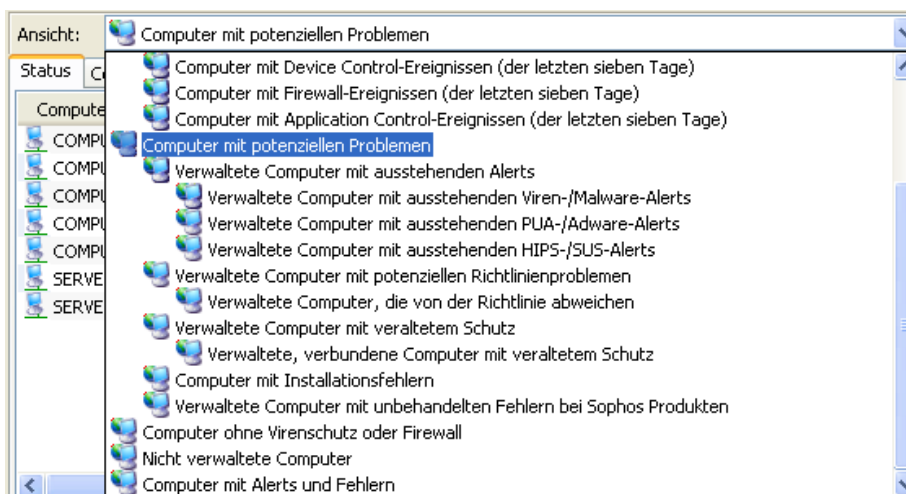 Ansicht:
Computer mit potenziellen Problemen
Status
Computer mit Device Control-Ereignissen (der letzten sieben Tage)
Computer mit Firewall-Ereignissen (der letzten sieben Tage)
Compute
Computer mit Application Control-Ereignissen (der letzten sieben Tage)
COMPU
Computer mit potenziellen Problemen
COMPU
Verwaltete Computer mit ausstehenden Alerts
COMPU
Verwaltete Computer mit ausstehenden Viren-/Malware-Alerts
COMPU
Verwaltete Computer mit ausstehenden PUA-/Adware-Alerts
COMPU
Verwaltete Computer mit ausstehenden HIPS-/SUS-Alerts
SERVE
Verwaltete Computer mit potenziellen Richtlinienproblemen
SERVE
Verwaltete Computer, die von der Richtlinie abweichen
Verwaltete Computer mit veraltetem Schutz
Verwaltete, verbundene Computer mit veraltetem Schutz
Computer mit Installationsfehlern
Verwaltete Computer mit unbehandelten Fehlern bei Sophos Produkten
Computer ohne Virenschutz oder Firewall
Nicht verwaltete Computer
Computer mit Alerts und Fehlern